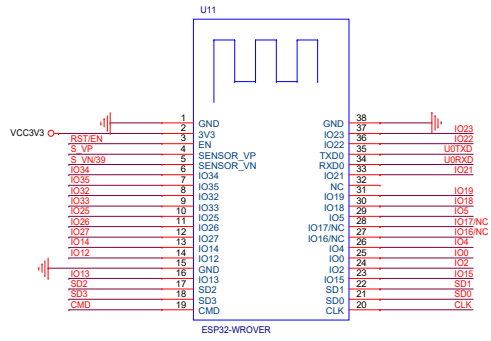 U11
1 GND GND 38
VCC3V3 2 3V3 IO23 37 IO23
RST/EN 3 EN IO22 36 IO22
S_VP 4 SENSOR_VP TXD0 35 U0TXD
S_VN/39 5 SENSOR_VN RXD0 34 U0RXD
IO34 6 IO34 IO21 33 IO21
IO35 7 IO35 NC 32
IO32 8 IO32 IO19 31 IO19
IO33 9 IO33 IO18 30 IO18
IO25 10 IO25 IO5 29 IO5
IO26 11 IO26 IO17/NC 28 IO17/NC
IO27 12 IO27 IO16/NC 27 IO16/NC
IO14 13 IO14 IO4 26 IO4
IO12 14 IO12 IO0 25 IO0
15 GND IO2 24 IO2
IO13 16 IO13 IO15 23 IO15
SD2 17 SD2 SD1 22 SD1
SD3 18 SD3 SD0 21 SD0
CMD 19 CMD CLK 20 CLK
ESP32-WROVER